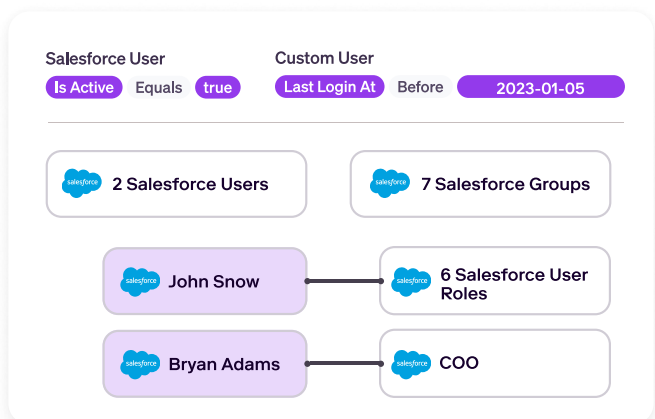 Salesforce User
Custom User
Is Active Equals true
Last Login At Before 2023-01-05
salesforce 2 Salesforce Users
salesforce 7 Salesforce Groups
salesforce John Snow
salesforce 6 Salesforce User
Roles
salesforce Bryan Adams
salesforce COO